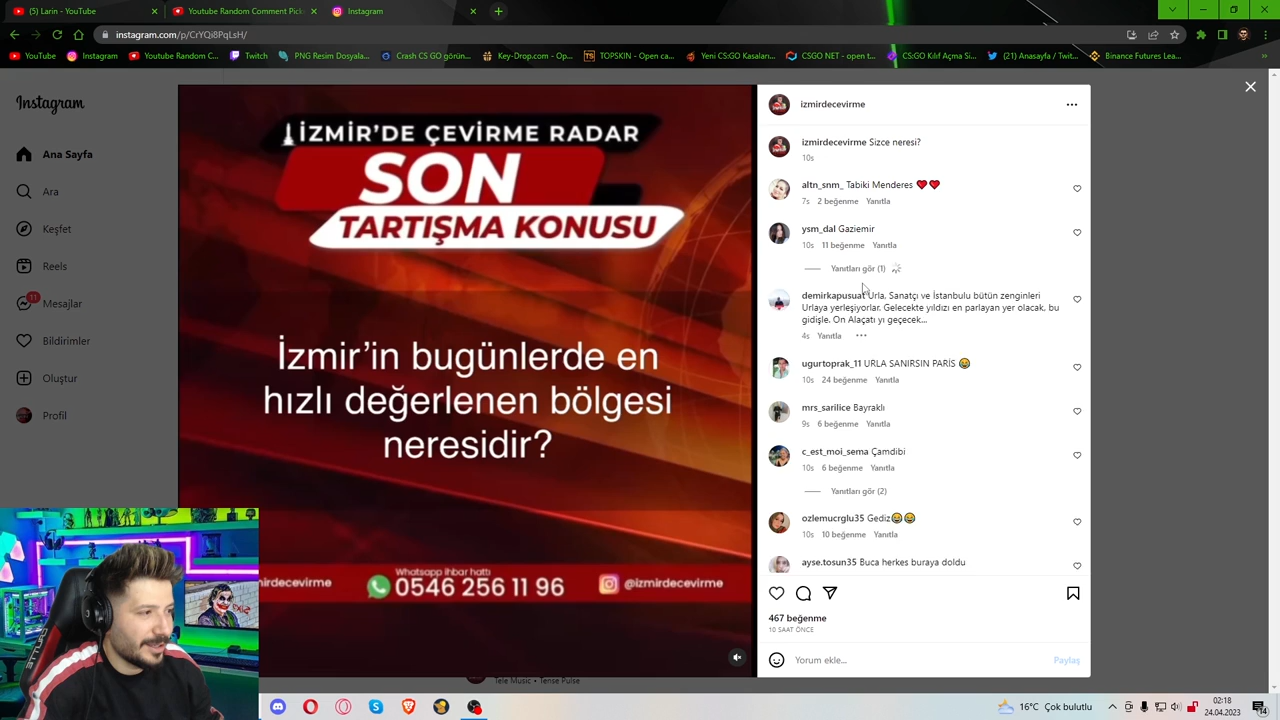 (5) Larin - YouTube
YouTube Random Comment Picke
Instagram
instagram.com/p/CrYQ8PqLsH/
YouTube
Instagram
Youtube Random C...
Twitch
PNG Resim Dosyala...
Crash CS GO görün...
Key-Drop.com - Op...
TOPSKIN - Open ca...
Yeni CS:GO Kasaları...
CSGO NET - open t...
CS:GO Kılıf Açma Si...
(21) Anasayfa / Twit...
Binance Futures Lea...
Instagram
Ana Sayfa
Ara
Keşfet
Reels
11
Mesajlar
Bildirimler
Oluştur
Profil
İZMİR'DE ÇEVİRME RADAR
SON
TARTIŞMA KONUSU
İzmir'in bugünlerde en
hızlı değerlenen bölgesi
neresidir?
irdecevirme
Whatsapp ihbar hattı
0546 256 11 96
@izmirdecevirme
Tele Music • Tense Pulse
izmirdecevirme
izmirdecevirme Sizce neresi?
10s
altn_snm_ Tabiki Menderes ❤️❤️
7s 2 beğenme Yanıtla
ysm_dal Gaziemir
10s 11 beğenme Yanıtla
Yanıtları gör (1)
demirkapusuat Urla, Sanatçı ve İstanbulu bütün zenginleri
Urlaya yerleşiyorlar. Gelecekte yıldızı en parlayan yer olacak, bu
gidişle. On Alaçatı yı geçecek...
4s Yanıtla
ugurtoprak_11 URLA SANIRSIN PARİS 😂
10s 24 beğenme Yanıtla
mrs_sarilice Bayraklı
9s 6 beğenme Yanıtla
c_est_moi_sema Çamdibi
10s 6 beğenme Yanıtla
Yanıtları gör (2)
ozlemucrglu35 Gediz😂😂
10s 10 beğenme Yanıtla
ayse.tosun35 Buca herkes buraya doldu
467 beğenme
10 SAAT ÖNCE
Yorum ekle...
Paylaş
16°C Çok bulutlu
02:18
24.04.2023
14